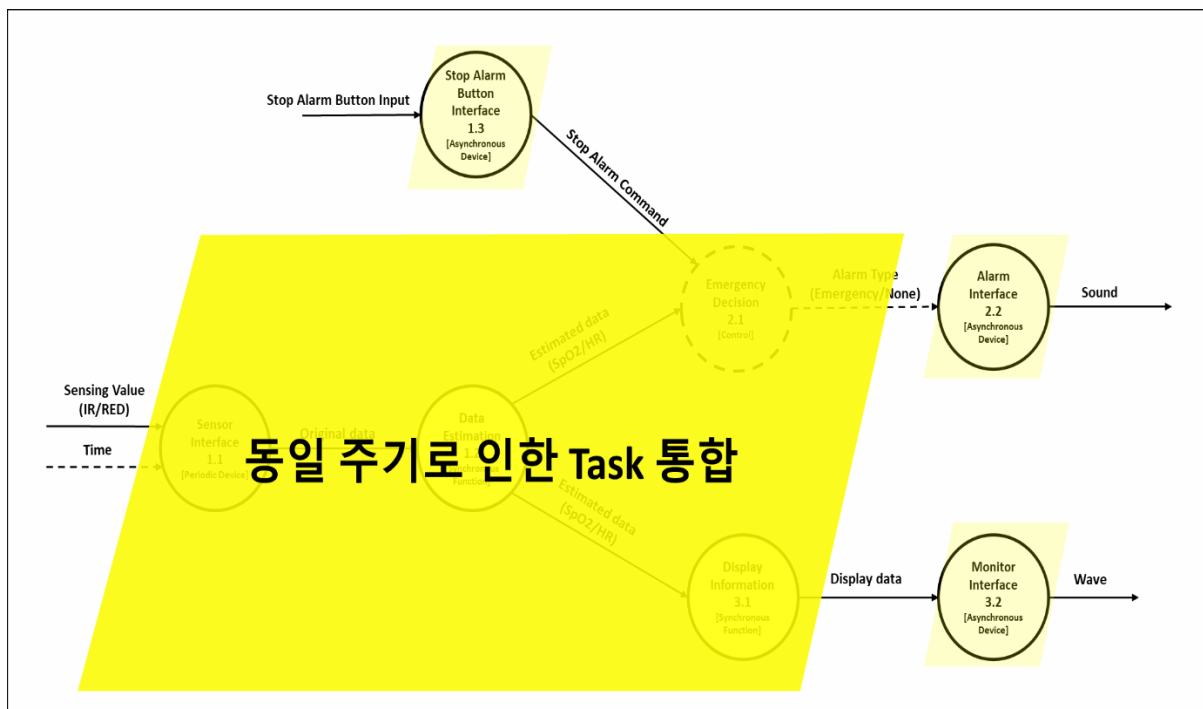 Stop Alarm
Button
Interface
1.3
[Asynchronous
Device]
Stop Alarm Button Input
Stop Alarm Command
Emergency
Decision
2.1
[Control]
Alarm Type
(Emergency/None)
Alarm
Interface
2.2
[Asynchronous
Device]
Sound
Estimated data
(SpO2/HR)
Sensing Value
(IR/RED)
Time
Sensor
Interface
1.1
[Periodic Device]
Original data
Data
Estimation
Function]
동일 주기로 인한 Task 통합
Estimated data
(SpO2/HR)
Display
Information
3.1
[Synchronous
Function]
Display data
Monitor
Interface
3.2
[Asynchronous
Device]
Wave